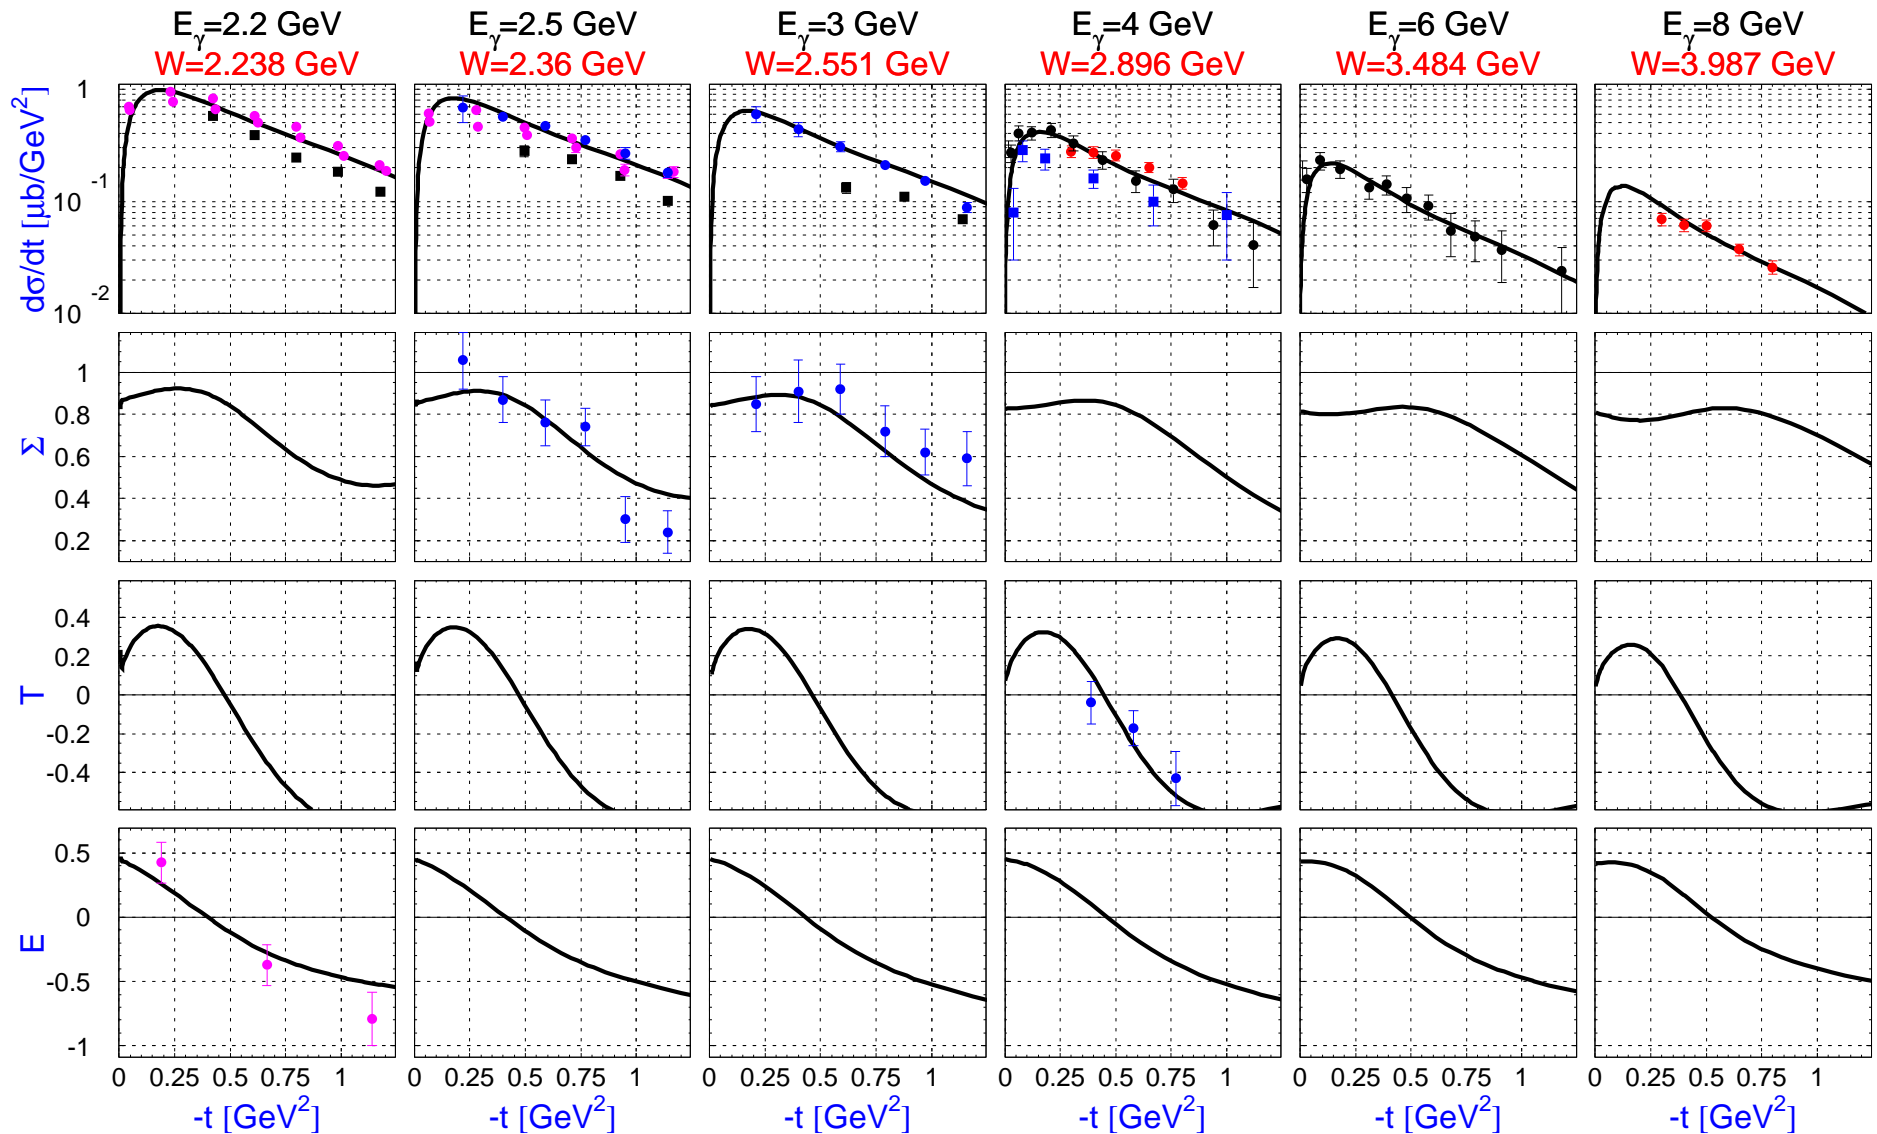 Eγ=2.2 GeV Eγ=2.5 GeV Eγ=3 GeV Eγ=4 GeV Eγ=6 GeV Eγ=8 GeV
W=2.238 GeV W=2.36 GeV W=2.551 GeV W=2.896 GeV W=3.484 GeV W=3.987 GeV
dσ/dt [μb/GeV²]
1
10⁻¹
10⁻²
Σ
1
0.8
0.6
0.4
0.2
T
0.4
0.2
0
-0.2
-0.4
E
0.5
0
-0.5
-1
0 0.25 0.5 0.75 1 0 0.25 0.5 0.75 1 0 0.25 0.5 0.75 1 0 0.25 0.5 0.75 1 0 0.25 0.5 0.75 1 0 0.25 0.5 0.75 1
-t [GeV²] -t [GeV²] -t [GeV²] -t [GeV²] -t [GeV²] -t [GeV²]